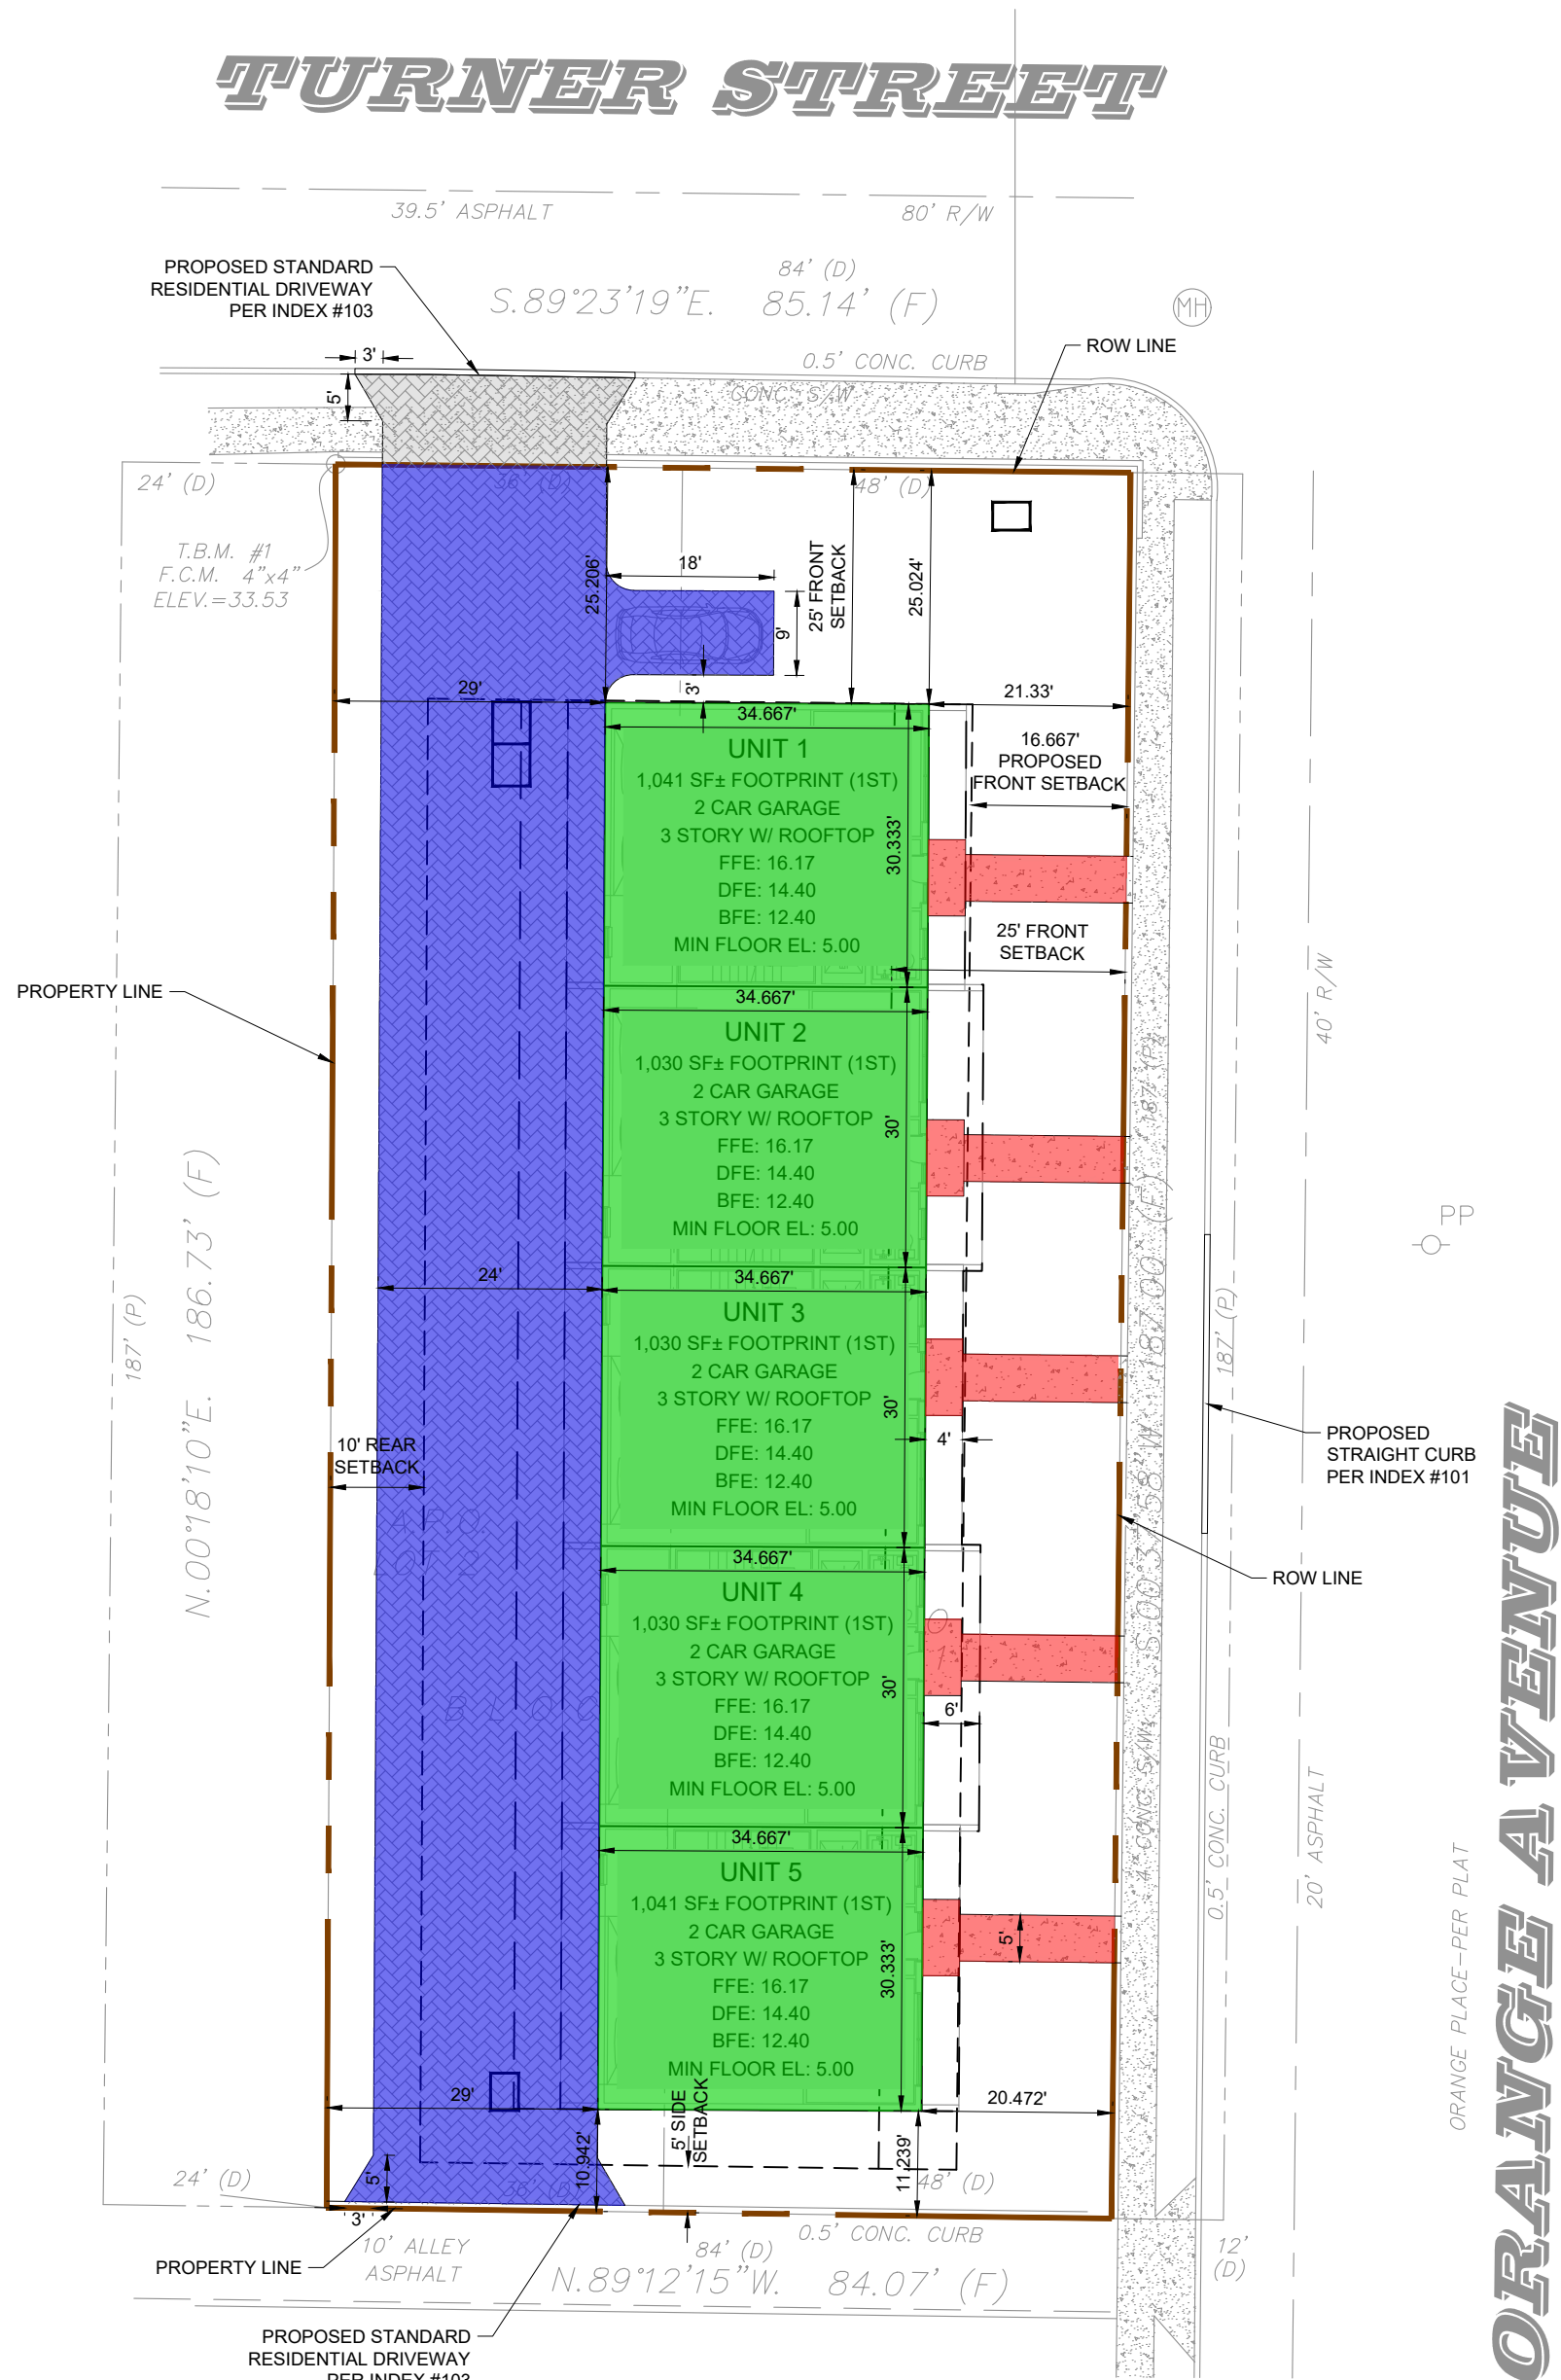 TURNER STREET
39.5' ASPHALT
80' R/W
PROPOSED STANDARD
RESIDENTIAL DRIVEWAY
PER INDEX #103
84' (D)
S.89°23'19"E. 85.14' (F)
MH
0.5' CONC. CURB
ROW LINE
3'
5'
CONC. S/W
24' (D)
(D)
48' (D)
T.B.M. #1
F.C.M. 4"x4"
ELEV.=33.53
25.206'
18'
9'
3'
25' FRONT
SETBACK
25.024'
29'
21.33'
34.667'
UNIT 1
1,041 SF± FOOTPRINT (1ST)
2 CAR GARAGE
3 STORY W/ ROOFTOP
FFE: 16.17
DFE: 14.40
BFE: 12.40
MIN FLOOR EL: 5.00
30.333'
16.667'
PROPOSED
FRONT SETBACK
25' FRONT
SETBACK
PROPERTY LINE
34.667'
UNIT 2
1,030 SF± FOOTPRINT (1ST)
2 CAR GARAGE
3 STORY W/ ROOFTOP
FFE: 16.17
DFE: 14.40
BFE: 12.40
MIN FLOOR EL: 5.00
30'
40' R/W
187' (P)
PP
24'
34.667'
UNIT 3
1,030 SF± FOOTPRINT (1ST)
2 CAR GARAGE
3 STORY W/ ROOFTOP
FFE: 16.17
DFE: 14.40
BFE: 12.40
MIN FLOOR EL: 5.00
30'
4'
187' (P)
N.00°18'10"E. 186.73' (F)
187' (P)
10' REAR
SETBACK
PROPOSED
STRAIGHT CURB
PER INDEX #101
ROW LINE
LOT
34.667'
UNIT 4
1,030 SF± FOOTPRINT (1ST)
2 CAR GARAGE
3 STORY W/ ROOFTOP
FFE: 16.17
DFE: 14.40
BFE: 12.40
MIN FLOOR EL: 5.00
30'
6'
BLOC
187.00' (F)
4' CONC. S/W
0.5' CONC. CURB
20' ASPHALT
ORANGE PLACE-PER PLAT
ORANGE AVENUE
34.667'
UNIT 5
1,041 SF± FOOTPRINT (1ST)
2 CAR GARAGE
3 STORY W/ ROOFTOP
FFE: 16.17
DFE: 14.40
BFE: 12.40
MIN FLOOR EL: 5.00
30.333'
5'
29'
20.472'
5' SIDE
SETBACK
10.942'
11.239'
24' (D)
5'
3'
48' (D)
PROPERTY LINE
10' ALLEY
ASPHALT
84' (D)
0.5' CONC. CURB
12'
(D)
N.89°12'15"W. 84.07' (F)
PROPOSED STANDARD
RESIDENTIAL DRIVEWAY
PER INDEX #103